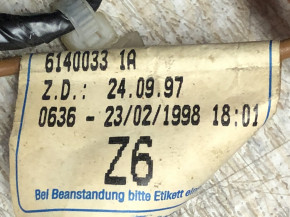 6140033 1A
Z.D.: 24.09.97
0636 - 23/02/1998 18:01
Z6
Bei Beanstandung bitte Etikett